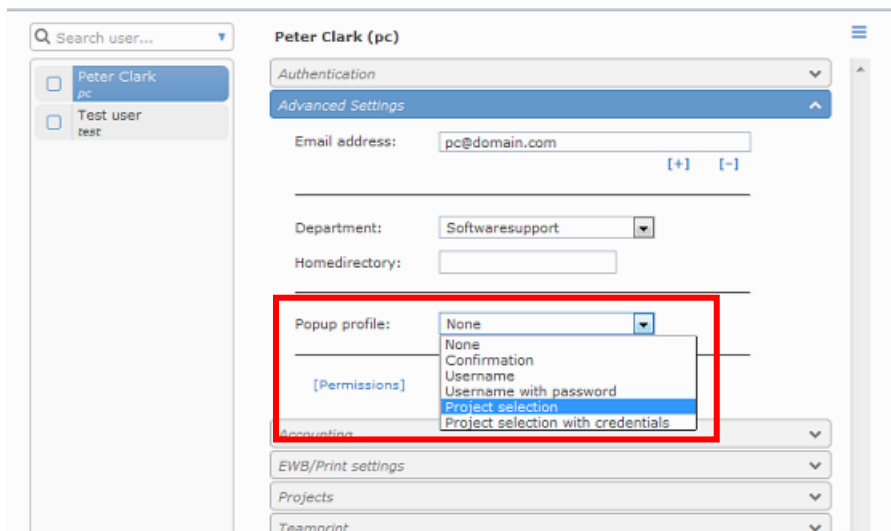 Search user...
Peter Clark
pc
Test user
test
Peter Clark (pc)
Authentication
Advanced Settings
Email address: pc@domain.com
[+] [-]
Department: Softwaresupport
Homedirectory:
Popup profile: None
None
Confirmation
Username
Username with password
Project selection
Project selection with credentials
[Permissions]
Accounting
EWB/Print settings
Projects
Teamprint